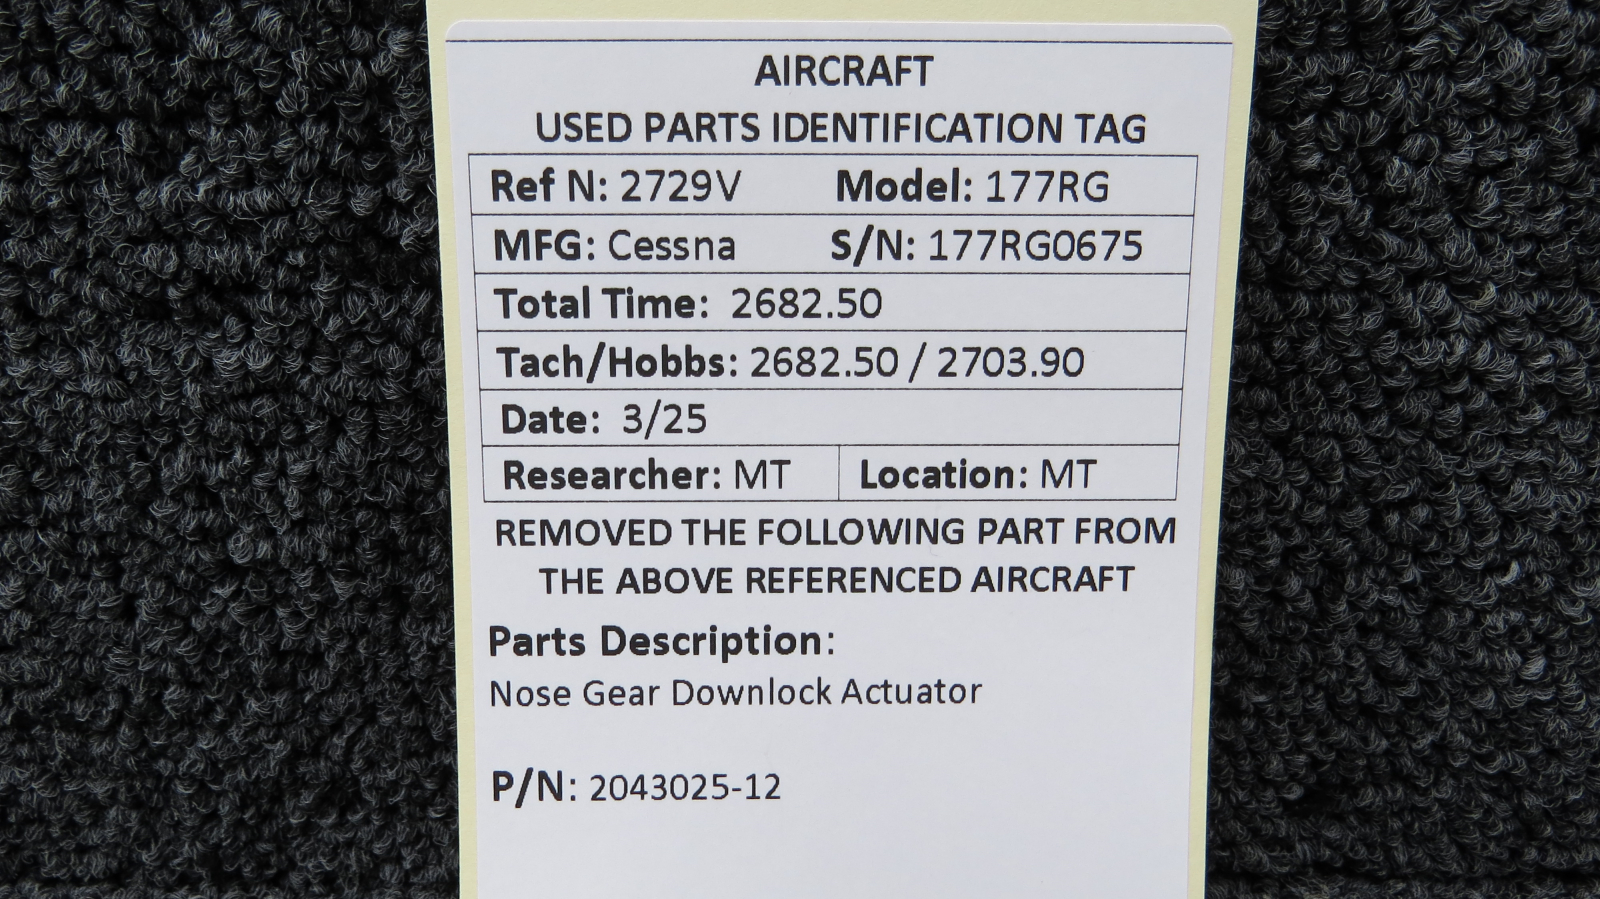 AIRCRAFT
USED PARTS IDENTIFICATION TAG
Ref N: 2729V Model: 177RG
MFG: Cessna S/N: 177RG0675
Total Time: 2682.50
Tach/Hobbs: 2682.50 / 2703.90
Date: 3/25
Researcher: MT Location: MT
REMOVED THE FOLLOWING PART FROM
THE ABOVE REFERENCED AIRCRAFT
Parts Description:
Nose Gear Downlock Actuator
P/N: 2043025-12